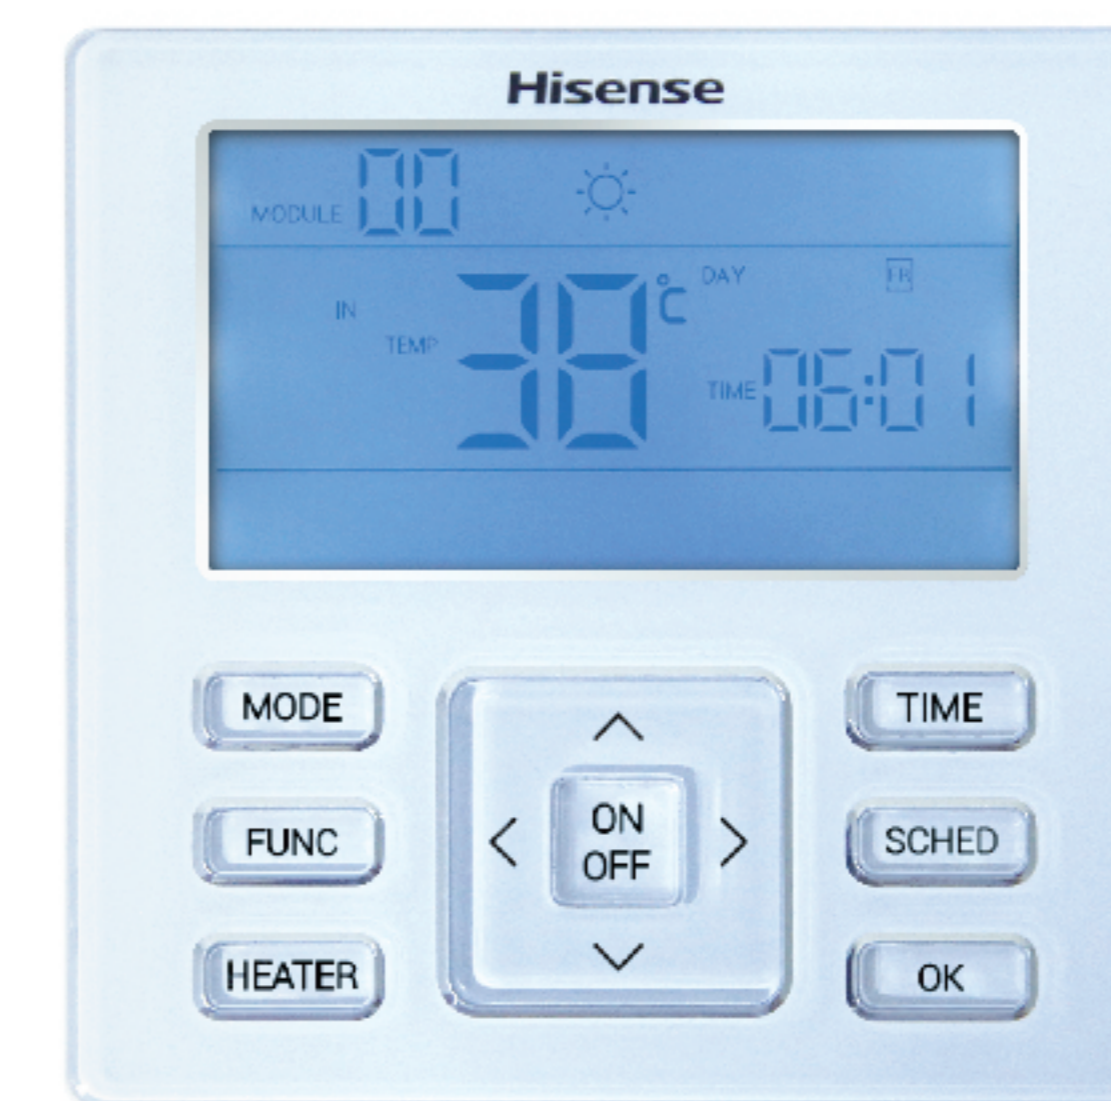 Hisense
MODULE 00
IN
TEMP 38 °C
DAY FR
TIME 06:01
MODE
TIME
FUNC
ON
OFF
SCHED
HEATER
OK